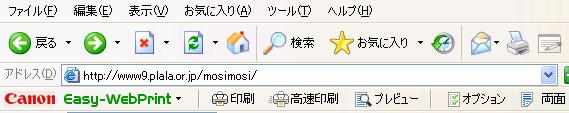 ファイル(F) 編集(E) 表示(V) お気に入り(A) ツール(T) ヘルプ(H)
戻る 検索 お気に入り
アドレス(D) http://www9.plala.or.jp/mosimosi/
Canon Easy-WebPrint 印刷 高速印刷 プレビュー オプション 両面